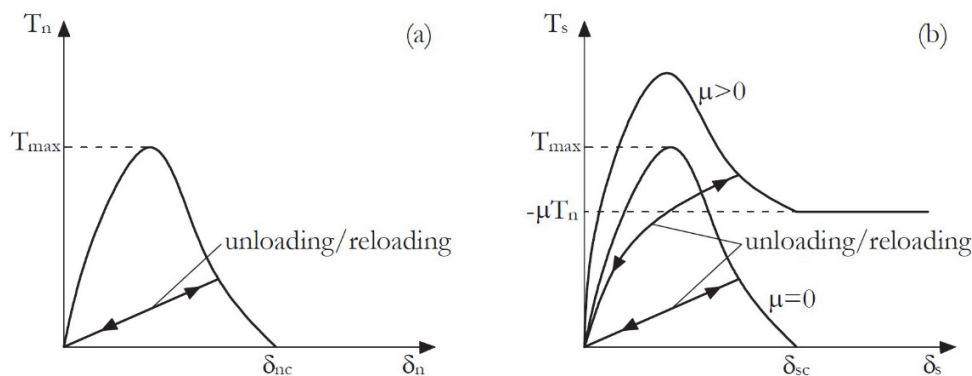 Tn
(a)
Tmax
unloading/reloading
δnc
δn
Ts
(b)
μ>0
Tmax
-μTn
unloading/reloading
μ=0
δsc
δs